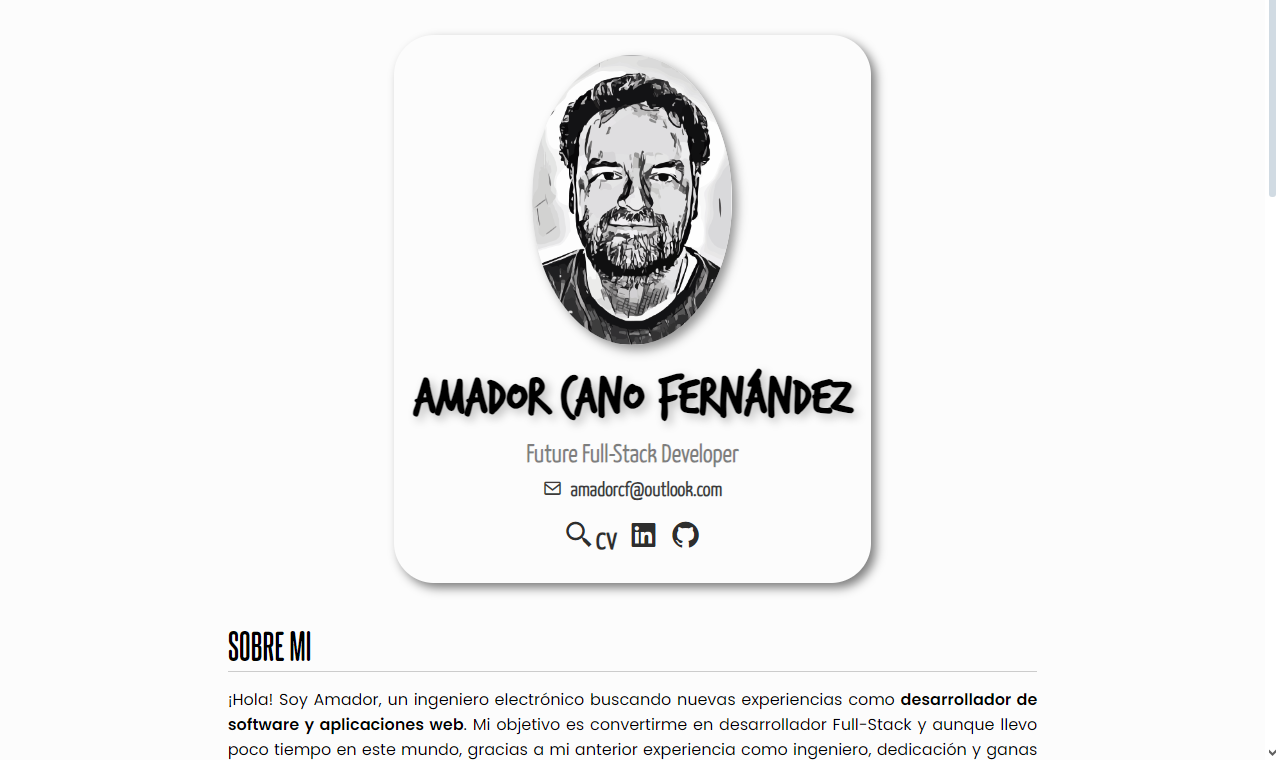 AMADOR CANO FERNÁNDEZ
Future Full-Stack Developer
amadorcf@outlook.com
CV in
SOBRE MI
¡Hola! Soy Amador, un ingeniero electrónico buscando nuevas experiencias como desarrollador de
software y aplicaciones web. Mi objetivo es convertirme en desarrollador Full-Stack y aunque llevo
poco tiempo en este mundo, gracias a mi anterior experiencia como ingeniero, dedicación y ganas